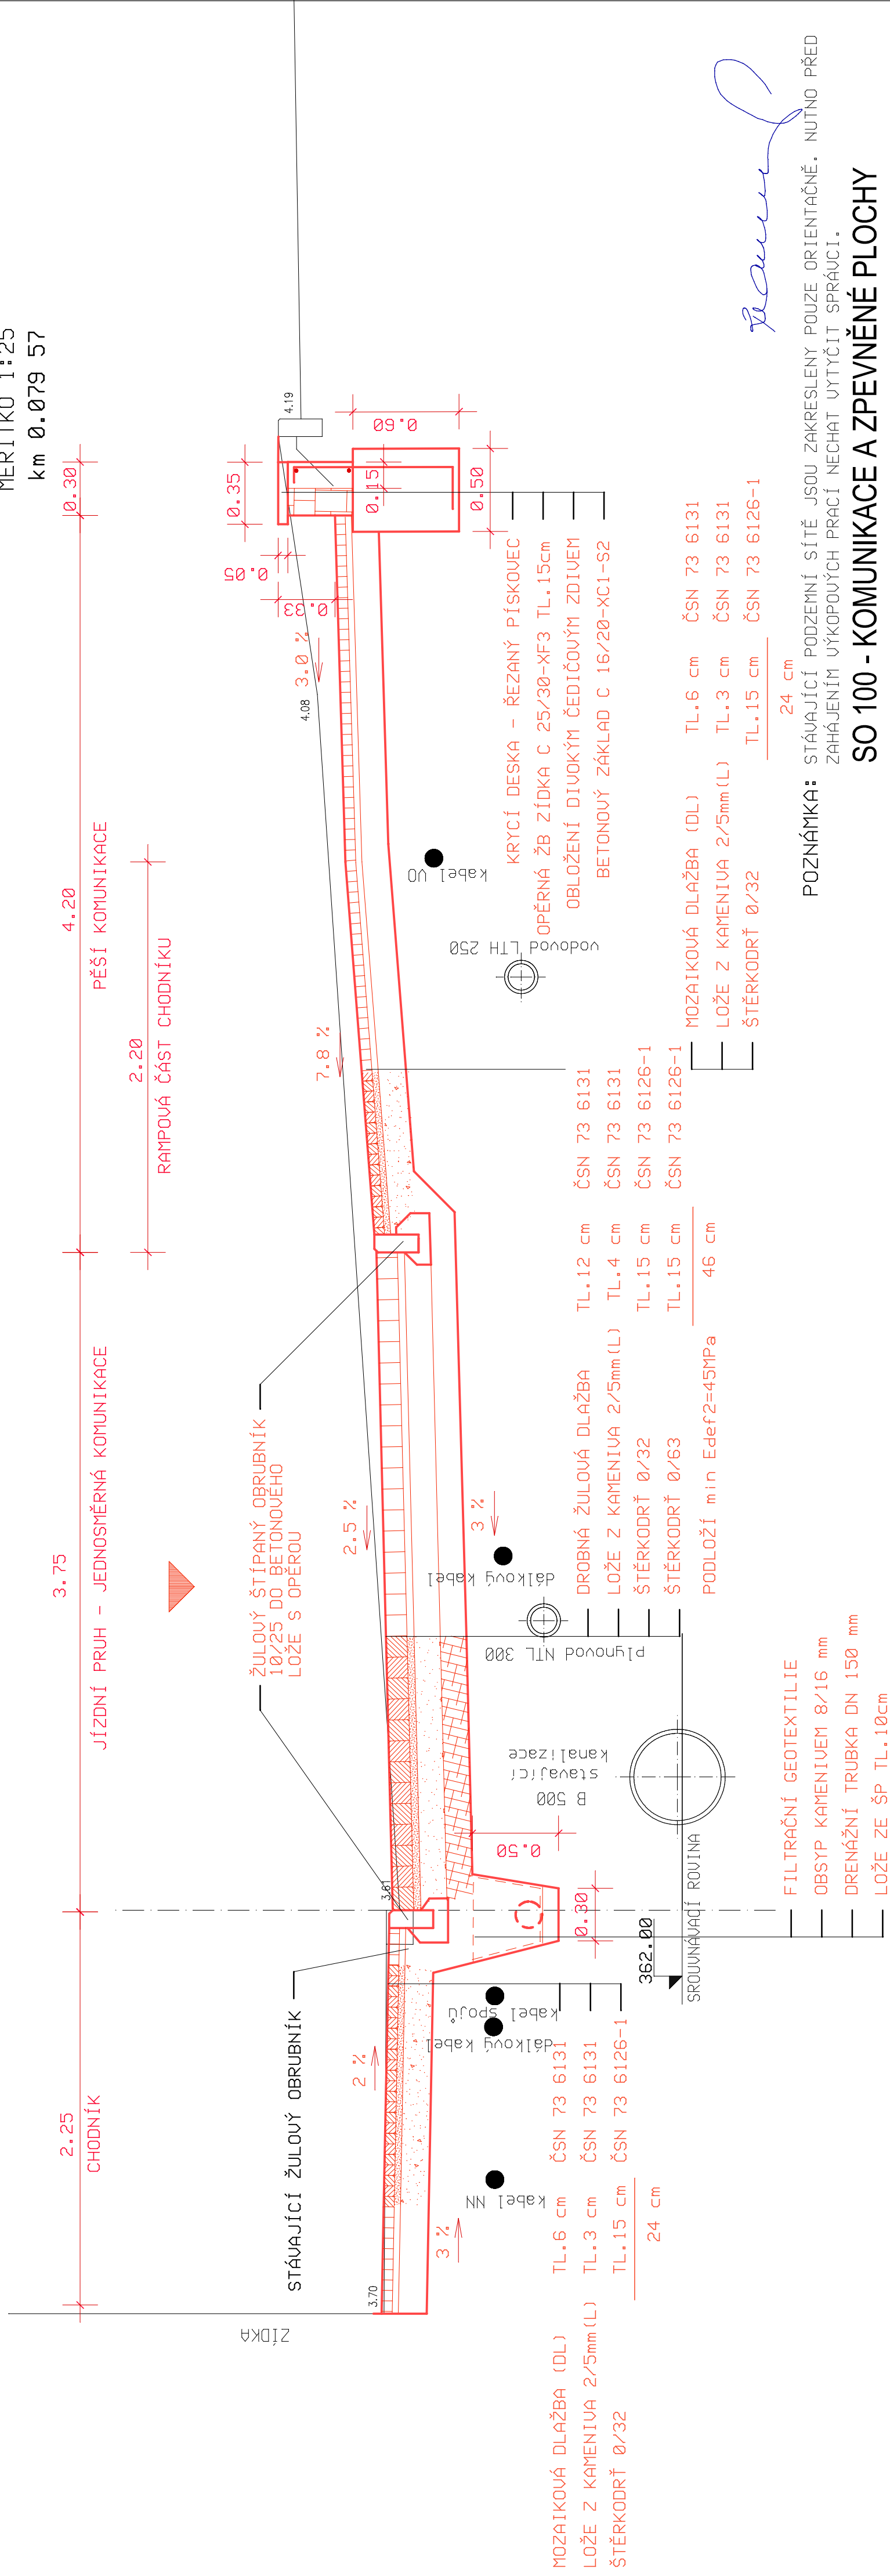 MĚŘÍTKO 1:25
km 0.079 57
2.25
CHODNÍK
3.75
JÍZDNÍ PRUH - JEDNOSMĚRNÁ KOMUNIKACE
4.20
PĚŠÍ KOMUNIKACE
0.30
2.20
RAMPOVÁ ČÁST CHODNÍKU
ZÍDKA
STÁVAJÍCÍ ŽULOVÝ OBRUBNÍK
ŽULOVÝ ŠTÍPANÝ OBRUBNÍK
10/25 DO BETONOVÉHO
LOŽE S OPĚROU
0.35
0.05
0.33
3.0 %
4.08
4.19
0.60
0.15
0.50
7.8 %
2.5 %
3 %
2 %
3 %
3.70
3.61
kabel NN
dálkový kabel
kabel spojů
0.50
0.30
B 500
stávající
kanalizace
plynovod NTL 300
dálkový kabel
vodovod LTH 250
kabel VO
KRYCÍ DESKA - ŘEZANÝ PÍSKOVEC
OPĚRNÁ ŽB ZÍDKA C 25/30-XF3 TL.15cm
OBLOŽENÍ DIVOKÝM ČEDIČOVÝM ZDIVEM
BETONOVÝ ZÁKLAD C 16/20-XC1-S2
MOZAIKOVÁ DLAŽBA (DL) TL.6 cm ČSN 73 6131
LOŽE Z KAMENIVA 2/5mm(L) TL.3 cm ČSN 73 6131
ŠTĚRKODRŤ 0/32 TL.15 cm ČSN 73 6126-1
24 cm
DROBNÁ ŽULOVÁ DLAŽBA TL.12 cm ČSN 73 6131
LOŽE Z KAMENIVA 2/5mm(L) TL.4 cm ČSN 73 6131
ŠTĚRKODRŤ 0/32 TL.15 cm ČSN 73 6126-1
ŠTĚRKODRŤ 0/63 TL.15 cm ČSN 73 6126-1
PODLOŽÍ min Edef2=45MPa 46 cm
MOZAIKOVÁ DLAŽBA (DL) TL.6 cm ČSN 73 6131
LOŽE Z KAMENIVA 2/5mm(L) TL.3 cm ČSN 73 6131
ŠTĚRKODRŤ 0/32 TL.15 cm ČSN 73 6126-1
24 cm
362.00
SROVNÁVACÍ ROVINA
FILTRAČNÍ GEOTEXTILIE
OBSYP KAMENIVEM 8/16 mm
DRENÁŽNÍ TRUBKA DN 150 mm
LOŽE ZE ŠP TL.10cm
POZNÁMKA: STÁVAJÍCÍ PODZEMNÍ SÍTĚ JSOU ZAKRESLENY POUZE ORIENTAČNĚ. NUTNO PŘED
ZAHÁJENÍM VÝKOPOVÝCH PRACÍ NECHAT VYTÝČIT SPRÁVCI.
SO 100 - KOMUNIKACE A ZPEVNĚNÉ PLOCHY